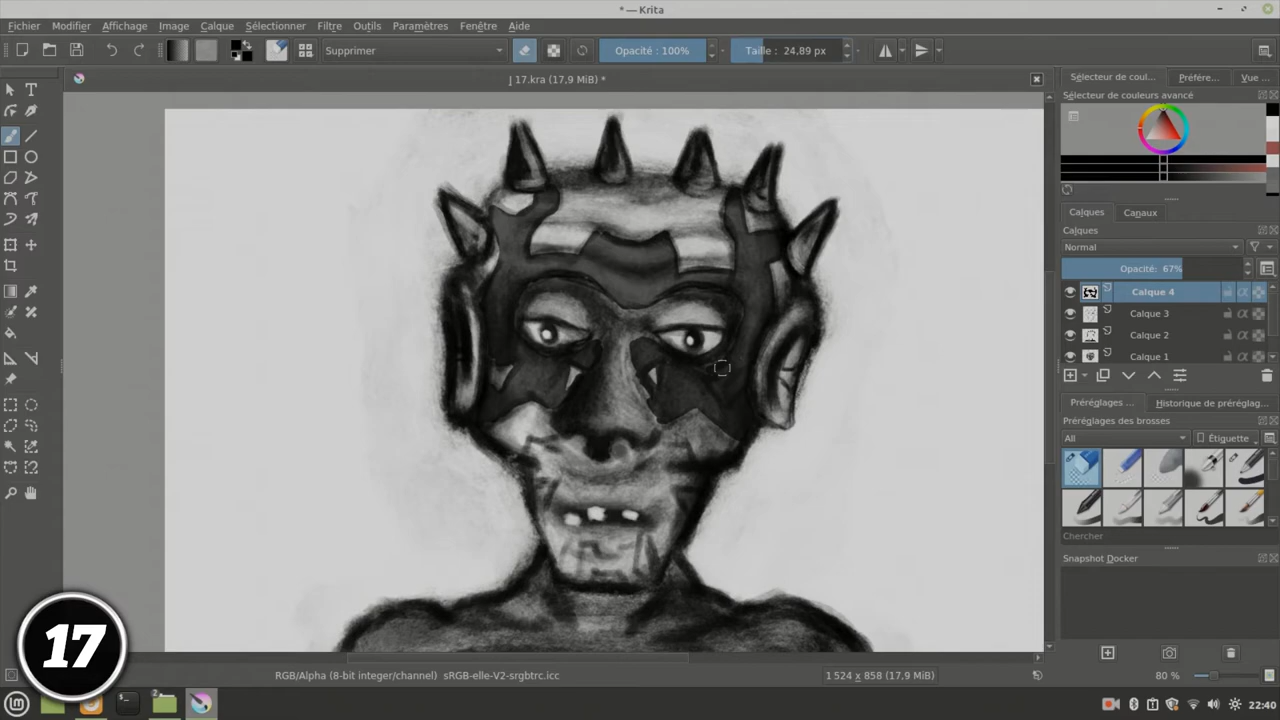 * — Krita
Fichier Modifier Affichage Image Calque Sélectionner Filtre Outils Paramètres Fenêtre Aide
Supprimer
Opacité : 100%
Taille : 24,89 px
J 17.kra (17,9 MiB) *
Sélecteur de coul... Préfére... Vue ...
Sélecteur de couleurs avancé
Calques Canaux
Calques
Normal
Opacité: 67%
Calque 4
Calque 3
Calque 2
Calque 1
Préréglages ... Historique de préréglag...
Préréglages des brosses
All Étiquette
Chercher
Snapshot Docker
17
RGB/Alpha (8-bit integer/channel) sRGB-elle-V2-srgbtrc.icc
1 524 x 858 (17,9 MiB)
80 %
2
22:40